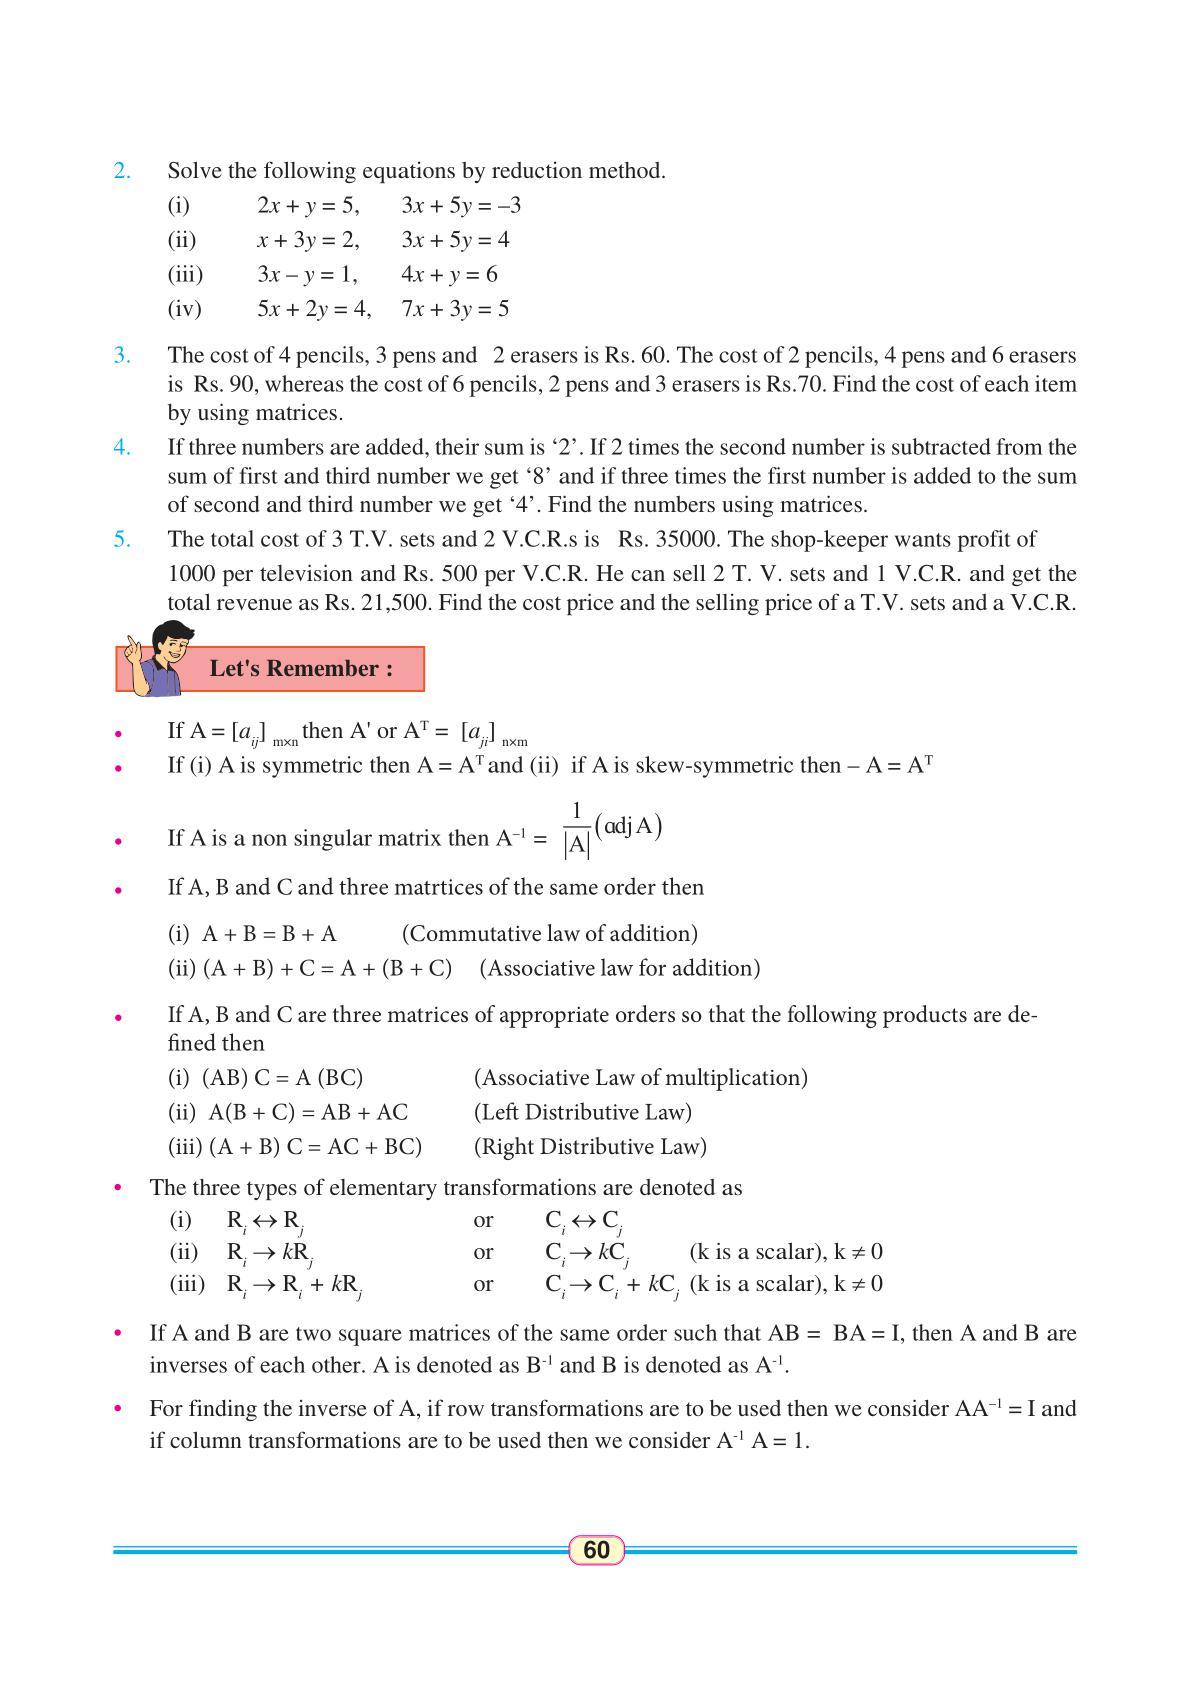 2. Solve the following equations by reduction method.
(i) 2x + y = 5, 3x + 5y = –3
(ii) x + 3y = 2, 3x + 5y = 4
(iii) 3x – y = 1, 4x + y = 6
(iv) 5x + 2y = 4, 7x + 3y = 5
3. The cost of 4 pencils, 3 pens and 2 erasers is Rs. 60. The cost of 2 pencils, 4 pens and 6 erasers
is Rs. 90, whereas the cost of 6 pencils, 2 pens and 3 erasers is Rs.70. Find the cost of each item
by using matrices.
4. If three numbers are added, their sum is ‘2’. If 2 times the second number is subtracted from the
sum of first and third number we get ‘8’ and if three times the first number is added to the sum
of second and third number we get ‘4’. Find the numbers using matrices.
5. The total cost of 3 T.V. sets and 2 V.C.R.s is Rs. 35000. The shop-keeper wants profit of
1000 per television and Rs. 500 per V.C.R. He can sell 2 T. V. sets and 1 V.C.R. and get the
total revenue as Rs. 21,500. Find the cost price and the selling price of a T.V. sets and a V.C.R.
Let's Remember :
• If A = [a_ij]_m×n then A' or A^T = [a_ji]_n×m
• If (i) A is symmetric then A = A^T and (ii) if A is skew-symmetric then – A = A^T
• If A is a non singular matrix then A^–1 = 1/|A| (adj A)
• If A, B and C and three matrtices of the same order then
(i) A + B = B + A (Commutative law of addition)
(ii) (A + B) + C = A + (B + C) (Associative law for addition)
• If A, B and C are three matrices of appropriate orders so that the following products are de-
fined then
(i) (AB) C = A (BC) (Associative Law of multiplication)
(ii) A(B + C) = AB + AC (Left Distributive Law)
(iii) (A + B) C = AC + BC) (Right Distributive Law)
• The three types of elementary transformations are denoted as
(i) R_i ↔ R_j or C_i ↔ C_j
(ii) R_i → kR_j or C_i → kC_j (k is a scalar), k ≠ 0
(iii) R_i → R_i + kR_j or C_i → C_i + kC_j (k is a scalar), k ≠ 0
• If A and B are two square matrices of the same order such that AB = BA = I, then A and B are
inverses of each other. A is denoted as B^-1 and B is denoted as A^-1.
• For finding the inverse of A, if row transformations are to be used then we consider AA^–1 = I and
if column transformations are to be used then we consider A^-1 A = 1.
60